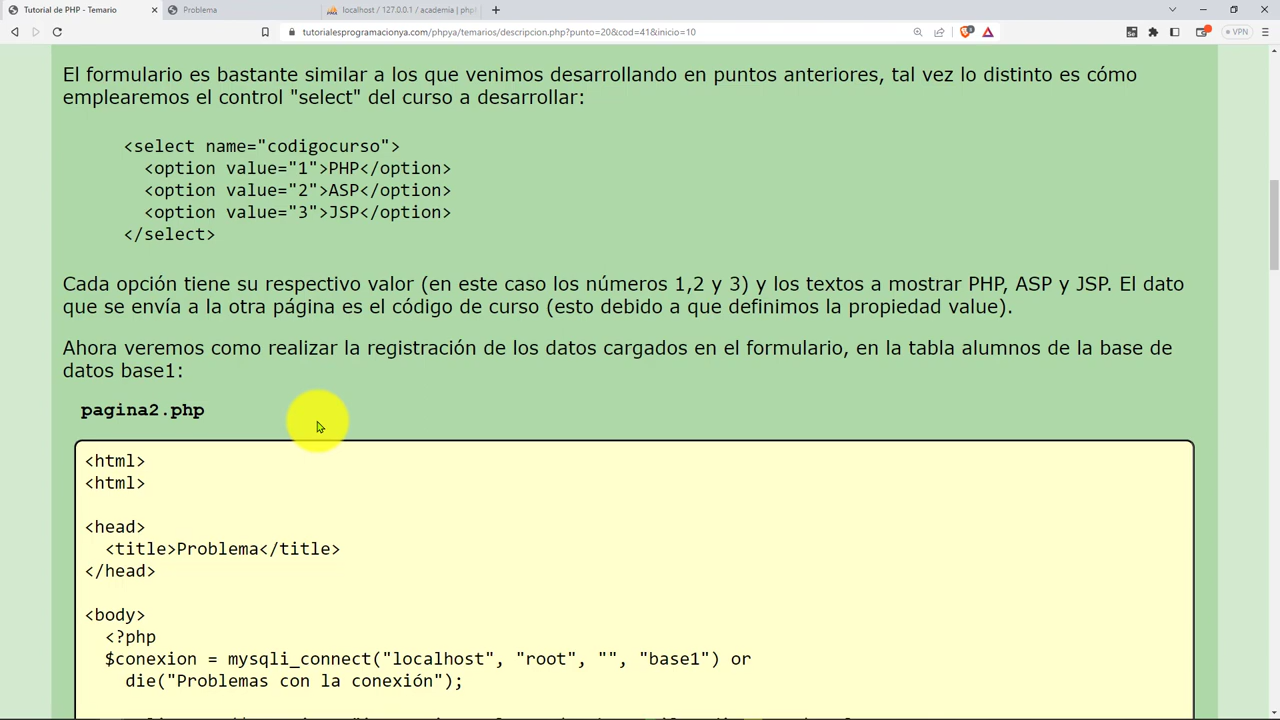 Tutorial de PHP - Temario
Problema
localhost / 127.0.0.1 / academia | php
tutorialesprogramacionya.com/phpya/temarios/descripcion.php?punto=20&cod=41&inicio=10
VPN
El formulario es bastante similar a los que venimos desarrollando en puntos anteriores, tal vez lo distinto es cómo
emplearemos el control "select" del curso a desarrollar:
<select name="codigocurso">
<option value="1">PHP</option>
<option value="2">ASP</option>
<option value="3">JSP</option>
</select>
Cada opción tiene su respectivo valor (en este caso los números 1,2 y 3) y los textos a mostrar PHP, ASP y JSP. El dato
que se envía a la otra página es el código de curso (esto debido a que definimos la propiedad value).
Ahora veremos como realizar la registración de los datos cargados en el formulario, en la tabla alumnos de la base de
datos base1:
pagina2.php
<html>
<html>
<head>
<title>Problema</title>
</head>
<body>
<?php
$conexion = mysqli_connect("localhost", "root", "", "base1") or
die("Problemas con la conexión");